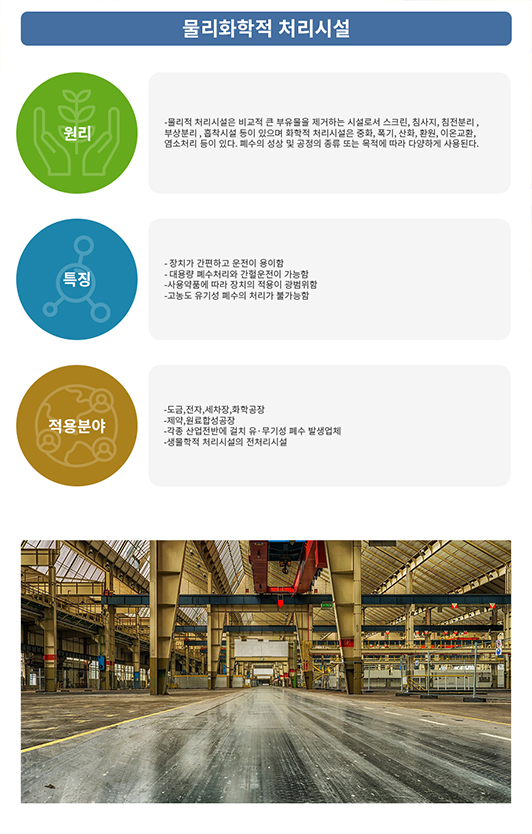 물리화학적 처리시설
원리
-물리적 처리시설은 비교적 큰 부유물을 제거하는 시설로서 스크린, 침사지, 침전분리 ,
부상분리 , 흡착시설 등이 있으며 화학적 처리시설은 중화, 폭기, 산화, 환원, 이온교환,
염소처리 등이 있다. 폐수의 성상 및 공정의 종류 또는 목적에 따라 다양하게 사용된다.
특징
- 장치가 간편하고 운전이 용이함
- 대용량 폐수처리와 간헐운전이 가능함
-사용약품에 따라 장치의 적용이 광범위함
-고농도 유기성 폐수의 처리가 불가능함
적용분야
-도금,전자,세차장,화학공장
-제약,원료합성공장
-각종 산업전반에 걸치 유·무기성 폐수 발생업체
-생물학적 처리시설의 전처리시설